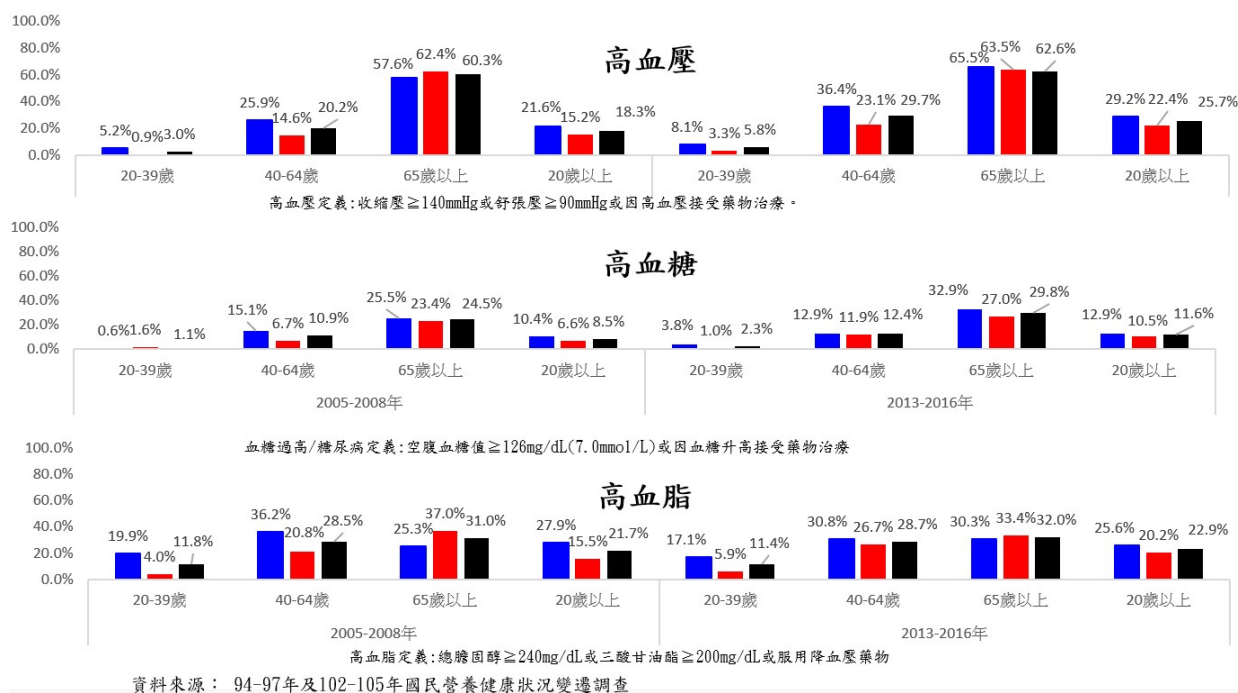 高血壓
100.0%
80.0%
60.0%
40.0%
20.0%
0.0%
5.2% 0.9% 3.0% 25.9% 14.6% 20.2% 57.6% 62.4% 60.3% 21.6% 15.2% 18.3% 8.1% 3.3% 5.8% 36.4% 23.1% 29.7% 65.5% 63.5% 62.6% 29.2% 22.4% 25.7%
20-39歲 40-64歲 65歲以上 20歲以上 20-39歲 40-64歲 65歲以上 20歲以上
高血壓定義:收縮壓≧140mmHg或舒張壓≧90mmHg或因高血壓接受藥物治療。
高血糖
100.0%
80.0%
60.0%
40.0%
20.0%
0.0%
0.6% 1.6% 1.1% 15.1% 6.7% 10.9% 25.5% 23.4% 24.5% 10.4% 6.6% 8.5% 3.8% 1.0% 2.3% 12.9% 11.9% 12.4% 32.9% 27.0% 29.8% 12.9% 10.5% 11.6%
20-39歲 40-64歲 65歲以上 20歲以上 20-39歲 40-64歲 65歲以上 20歲以上
2005-2008年 2013-2016年
血糖過高/糖尿病定義:空腹血糖值≧126mg/dL(7.0mmol/L)或因血糖升高接受藥物治療
高血脂
100.0%
80.0%
60.0%
40.0%
20.0%
0.0%
19.9% 4.0% 11.8% 36.2% 20.8% 28.5% 25.3% 37.0% 31.0% 27.9% 15.5% 21.7% 17.1% 5.9% 11.4% 30.8% 26.7% 28.7% 30.3% 33.4% 32.0% 25.6% 20.2% 22.9%
20-39歲 40-64歲 65歲以上 20歲以上 20-39歲 40-64歲 65歲以上 20歲以上
2005-2008年 2013-2016年
高血脂定義:總膽固醇≧240mg/dL或三酸甘油酯≧200mg/dL或服用降血壓藥物
資料來源： 94-97年及102-105年國民營養健康狀況變遷調查